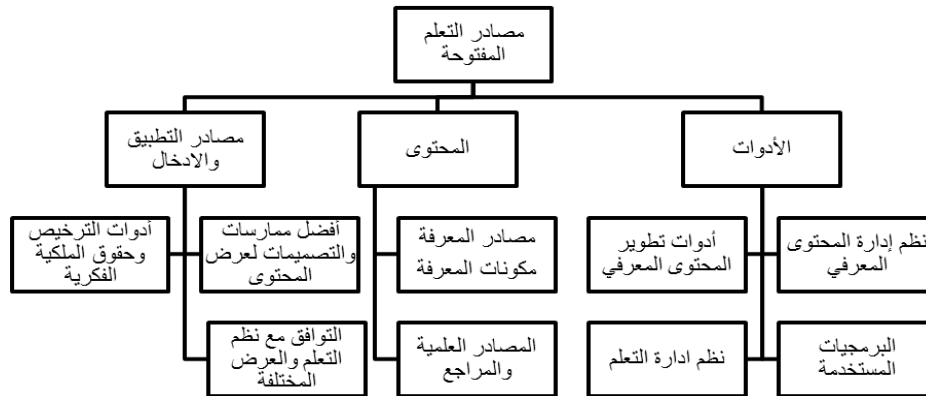 مصادر التعلم
المفتوحة
الأدوات
المحتوى
مصادر التطبيق
والادخال
نظم إدارة المحتوى
المعرفي
أدوات تطوير
المحتوى المعرفي
البرمجيات
المستخدمة
نظم ادارة التعلم
مصادر المعرفة
مكونات المعرفة
المصادر العلمية
والمراجع
أفضل ممارسات
والتصميمات لعرض
المحتوى
أدوات الترخيص
وحقوق الملكية
الفكرية
التوافق مع نظم
التعلم والعرض
المختلفة